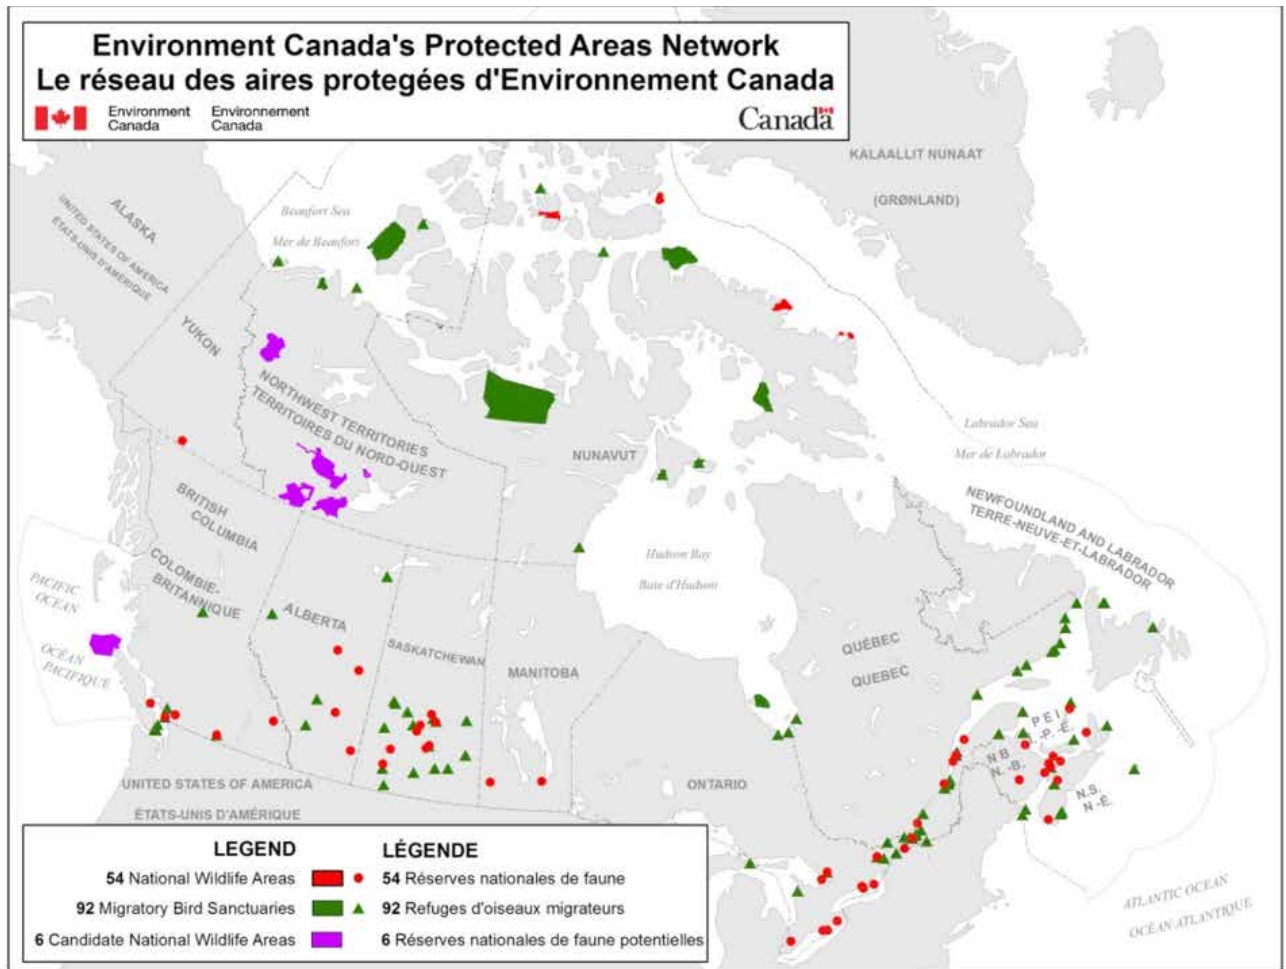 Environment Canada's Protected Areas Network
Le réseau des aires protegées d'Environnement Canada
Environment Canada
Environnement Canada
Canada
KALAALLIT NUNAAT
(GRØNLAND)
ALASKA
UNITED STATES OF AMERICA
ÉTATS-UNIS D'AMÉRIQUE
Beaufort Sea
Mer de Beaufort
YUKON
NORTHWEST TERRITORIES
TERRITOIRES DU NORD-OUEST
NUNAVUT
Labrador Sea
Mer de Labrador
NEWFOUNDLAND AND LABRADOR
TERRE-NEUVE-ET-LABRADOR
BRITISH
COLUMBIA
COLOMBIE-
BRITANNIQUE
PACIFIC
OCEAN
OCÉAN
PACIFIQUE
ALBERTA
SASKATCHEWAN
MANITOBA
Hudson Bay
Baie d'Hudson
QUÉBEC
QUEBEC
ONTARIO
P E I
Î.-P.-É.
N B
N.-B.
N.S.
N-É.
UNITED STATES OF AMERICA
ÉTATS-UNIS D'AMÉRIQUE
ATLANTIC OCEAN
OCÉAN ATLANTIQUE
LEGEND
LÉGENDE
54 National Wildlife Areas
54 Réserves nationales de faune
92 Migratory Bird Sanctuaries
92 Refuges d'oiseaux migrateurs
6 Candidate National Wildlife Areas
6 Réserves nationales de faune potentielles